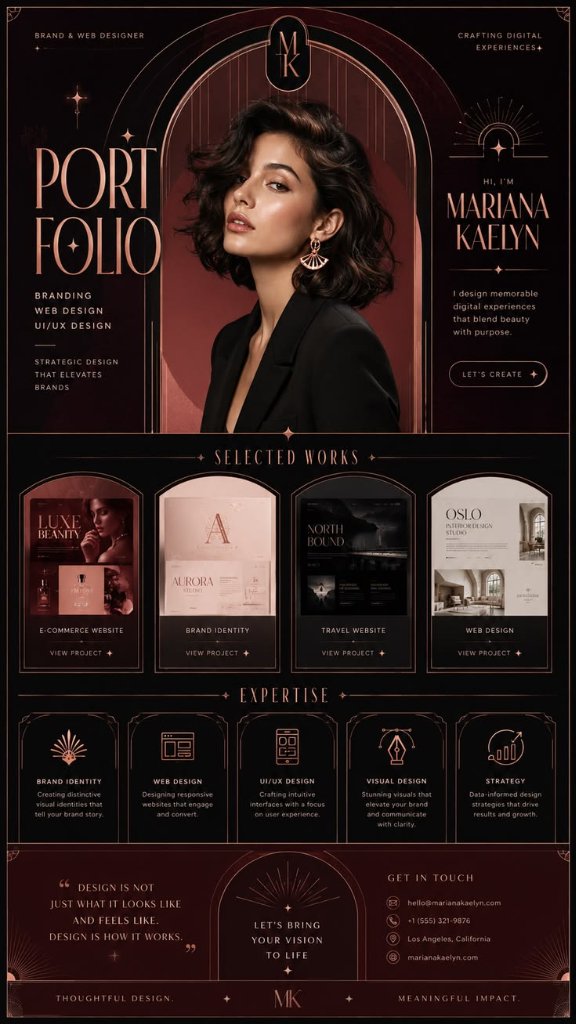 BRAND & WEB DESIGNER
CRAFTING DIGITAL
EXPERIENCES
MK
PORT
FOLIO
BRANDING
WEB DESIGN
UI/UX DESIGN
STRATEGIC DESIGN
THAT ELEVATES
BRANDS
HI, I'M
MARIANA
KAELYN
I design memorable
digital experiences
that blend beauty
with purpose.
LET'S CREATE
SELECTED WORKS
LUXE
BEANITY
E-COMMERCE WEBSITE
VIEW PROJECT
A
AURORA
STUDIO
BRAND IDENTITY
VIEW PROJECT
NORTH
BOUND
TRAVEL WEBSITE
VIEW PROJECT
OSLO
INTERIOR DESIGN
STUDIO
WEB DESIGN
VIEW PROJECT
EXPERTISE
BRAND IDENTITY
Creating distinctive
visual identities that
tell your brand story.
WEB DESIGN
Designing responsive
websites that engage
and convert.
UI/UX DESIGN
Crafting intuitive
interfaces with a focus
on user experience.
VISUAL DESIGN
Stunning visuals that
elevate your brand
and communicate
with clarity.
STRATEGY
Data-informed design
strategies that drive
results and growth.
“ DESIGN IS NOT
JUST WHAT IT LOOKS LIKE
AND FEELS LIKE.
DESIGN IS HOW IT WORKS. ”
LET'S BRING
YOUR VISION
TO LIFE
GET IN TOUCH
hello@marianakaelyn.com
+1 (555) 321-9876
Los Angeles, California
marianakaelyn.com
THOUGHTFUL DESIGN.
MK
MEANINGFUL IMPACT.